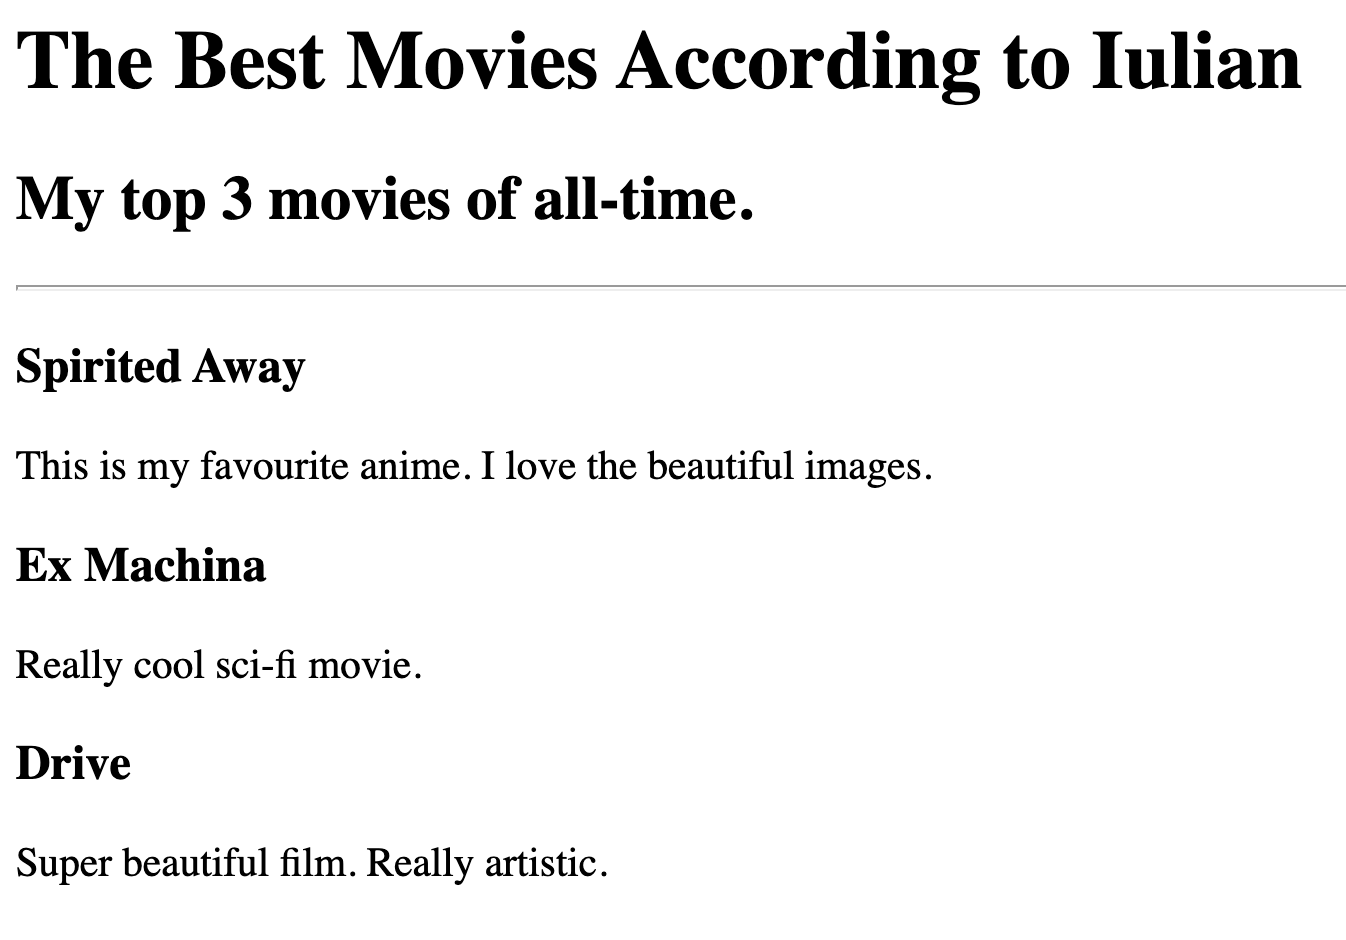 The Best Movies According to Iulian
My top 3 movies of all-time.
Spirited Away
This is my favourite anime. I love the beautiful images.
Ex Machina
Really cool sci-fi movie.
Drive
Super beautiful film. Really artistic.